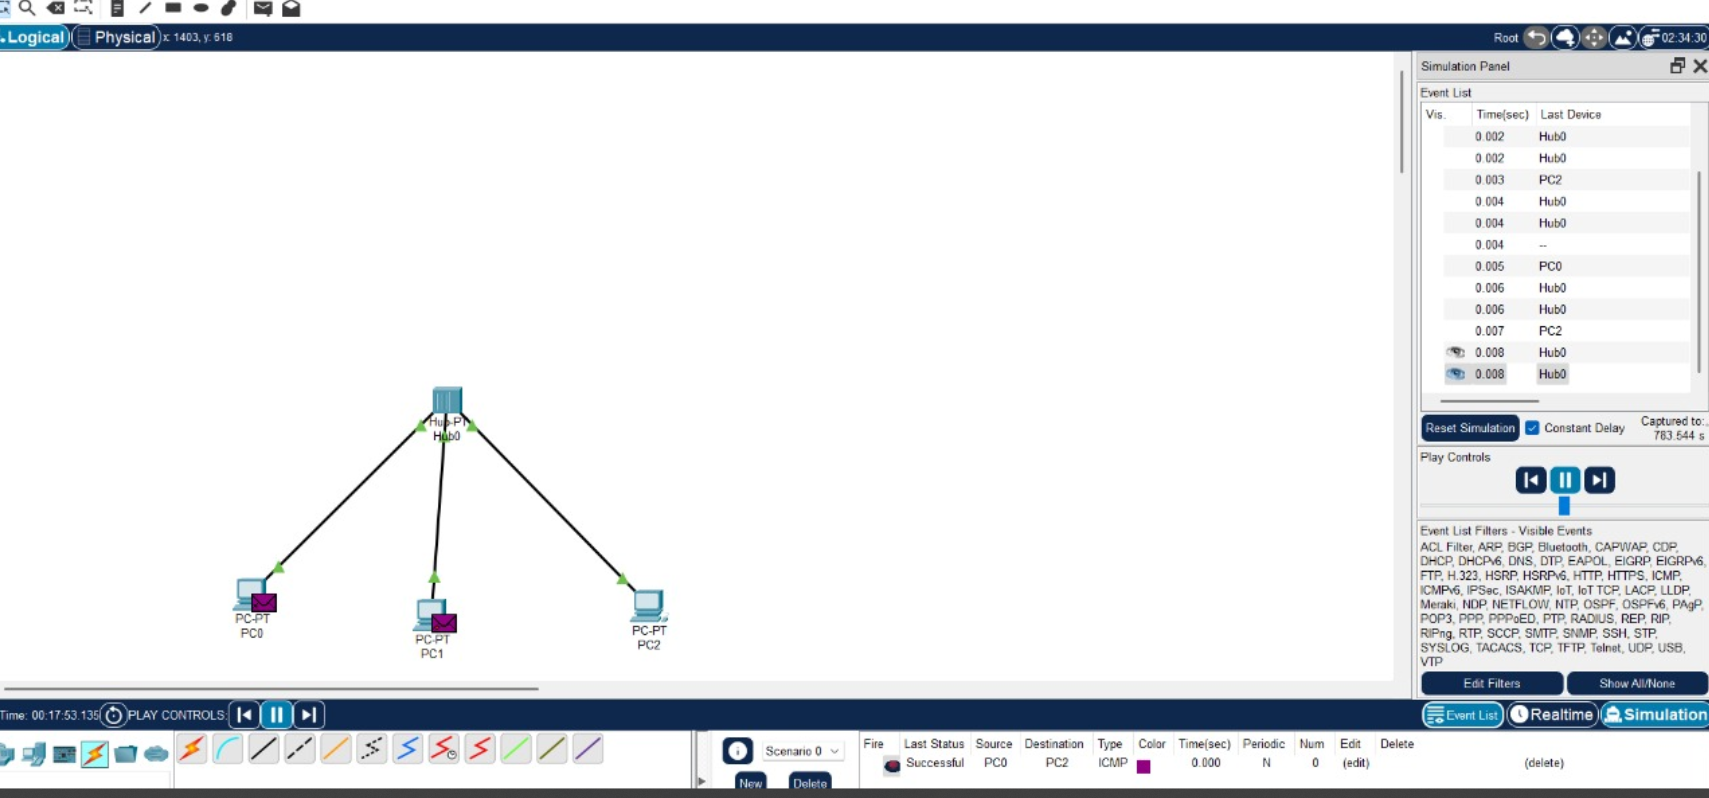 Logical Physical x: 1403, y: 618 Root 02:34:30
Simulation Panel
Event List
Vis. Time(sec) Last Device
0.002 Hub0
0.002 Hub0
0.003 PC2
0.004 Hub0
0.004 Hub0
0.004 --
0.005 PC0
0.006 Hub0
0.006 Hub0
0.007 PC2
0.008 Hub0
0.008 Hub0
Reset Simulation Constant Delay Captured to:
783.544 s
Play Controls
Event List Filters - Visible Events
ACL Filter, ARP, BGP, Bluetooth, CAPWAP, CDP,
DHCP, DHCPv6, DNS, DTP, EAPOL, EIGRP, EIGRPv6,
FTP, H.323, HSRP, HSRPv6, HTTP, HTTPS, ICMP,
ICMPv6, IPSec, ISAKMP, IoT, IoT TCP, LACP, LLDP,
Meraki, NDP, NETFLOW, NTP, OSPF, OSPFv6, PAgP,
POP3, PPP, PPPoED, PTP, RADIUS, REP, RIP,
RIPng, RTP, SCCP, SMTP, SNMP, SSH, STP,
SYSLOG, TACACS, TCP, TFTP, Telnet, UDP, USB,
VTP
Edit Filters Show All/None
Hub-PT
Hub0
PC-PT
PC0
PC-PT
PC1
PC-PT
PC2
Time: 00:17:53.135 PLAY CONTROLS:
Event List Realtime Simulation
Scenario 0
New Delete
Fire Last Status Source Destination Type Color Time(sec) Periodic Num Edit Delete
Successful PC0 PC2 ICMP 0.000 N 0 (edit) (delete)